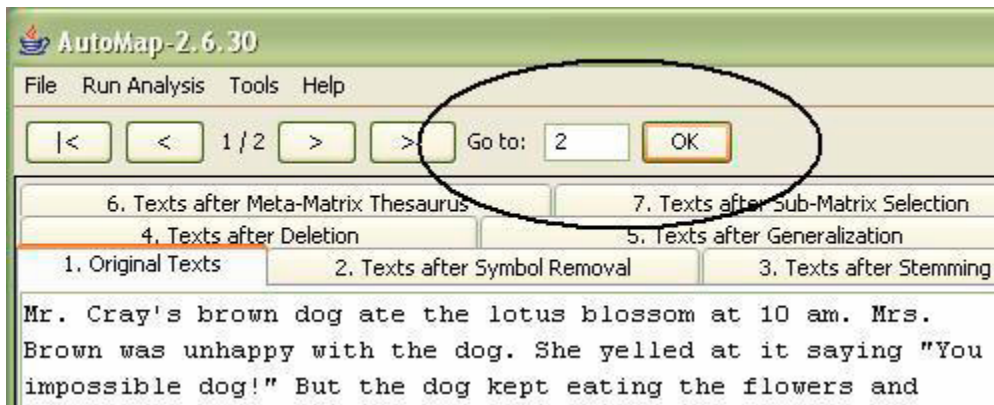 AutoMap-2.6.30
File Run Analysis Tools Help
|< < 1 / 2 > > Go to: 2 OK
6. Texts after Meta-Matrix Thesaurus 7. Texts after Sub-Matrix Selection
4. Texts after Deletion 5. Texts after Generalization
1. Original Texts 2. Texts after Symbol Removal 3. Texts after Stemming
Mr. Cray's brown dog ate the lotus blossom at 10 am. Mrs.
Brown was unhappy with the dog. She yelled at it saying "You
impossible dog!" But the dog kept eating the flowers and